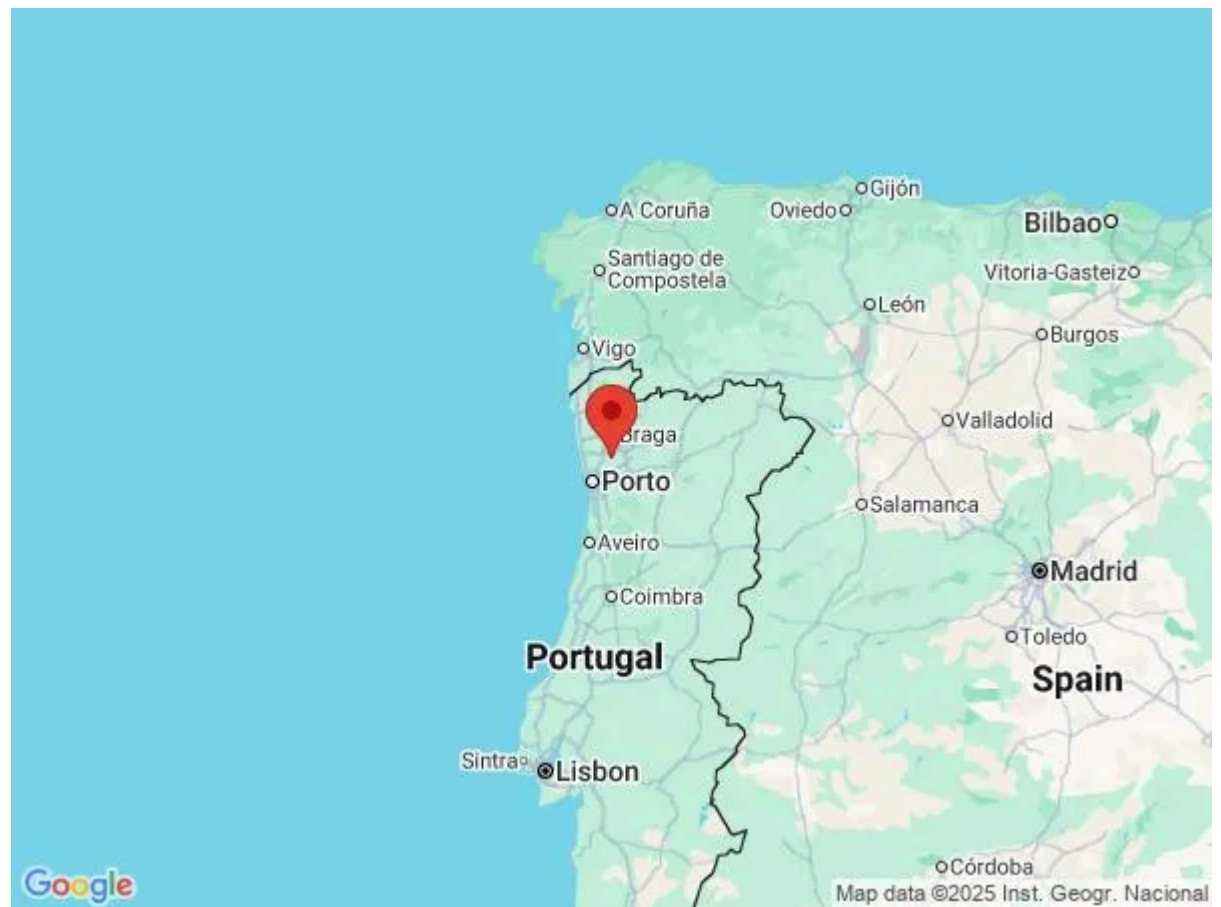 Gijón
A Coruña
Oviedo
Bilbao
Santiago de
Compostela
Vitoria-Gasteiz
León
Burgos
Vigo
Valladolid
Braga
Porto
Salamanca
Aveiro
Madrid
Coimbra
Toledo
Portugal
Spain
Sintra
Lisbon
Córdoba
Google
Map data ©2025 Inst. Geogr. Nacional